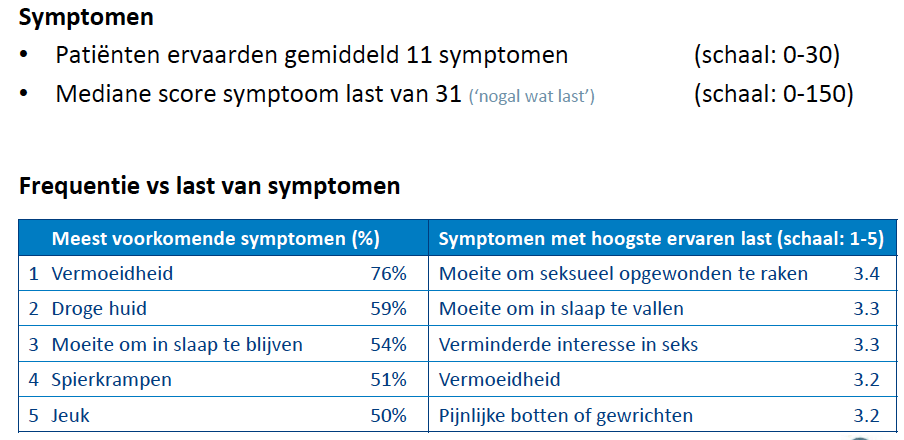 Symptomen
• Patiënten ervaarden gemiddeld 11 symptomen (schaal: 0-30)
• Mediane score symptoom last van 31 ('nogal wat last') (schaal: 0-150)
Frequentie vs last van symptomen
Meest voorkomende symptomen (%) Symptomen met hoogste ervaren last (schaal: 1-5)
1 Vermoeidheid 76% Moeite om seksueel opgewonden te raken 3.4
2 Droge huid 59% Moeite om in slaap te vallen 3.3
3 Moeite om in slaap te blijven 54% Verminderde interesse in seks 3.3
4 Spierkrampen 51% Vermoeidheid 3.2
5 Jeuk 50% Pijnlijke botten of gewrichten 3.2